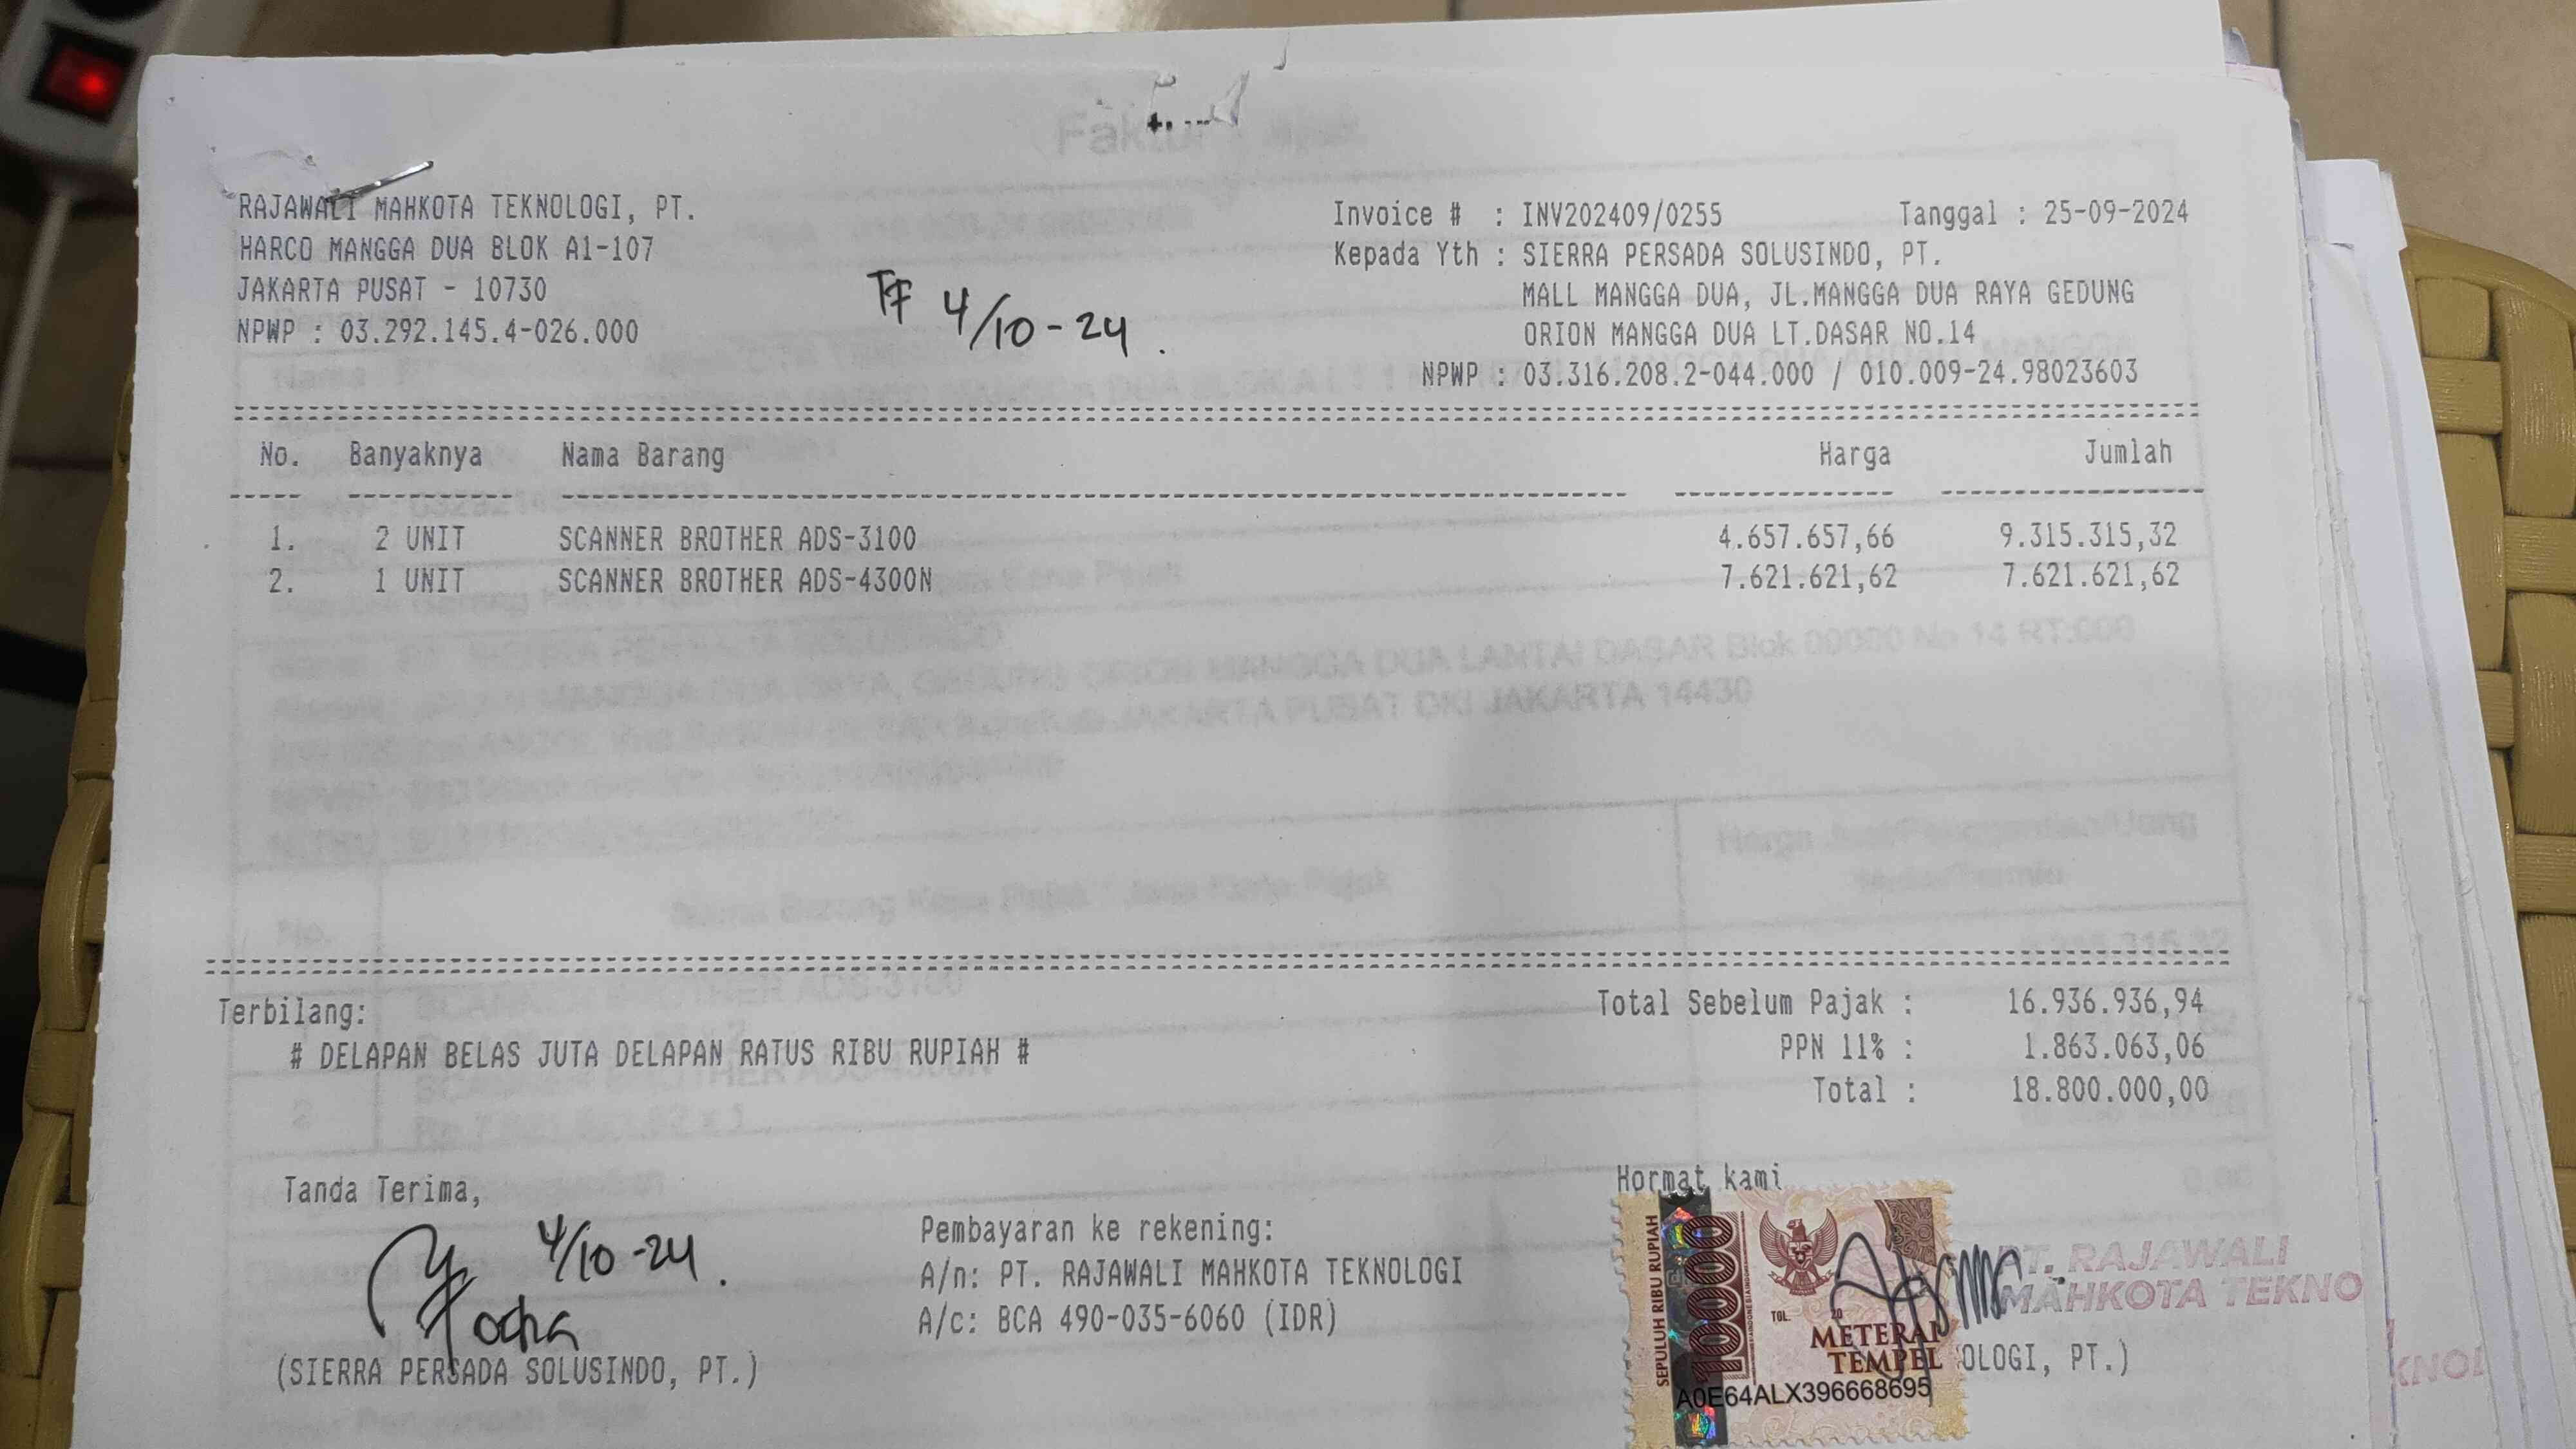 RAJAWALI MAHKOTA TEKNOLOGI, PT.
HARCO MANGGA DUA BLOK A1-107
JAKARTA PUSAT - 10730
NPWP : 03.292.145.4-026.000
4/10-24.
Invoice # : INV202409/0255 Tanggal : 25-09-2024
Kepada Yth : SIERRA PERSADA SOLUSINDO, PT.
MALL MANGGA DUA, JL.MANGGA DUA RAYA GEDUNG
ORION MANGGA DUA LT.DASAR NO.14
NPWP : 03.316.208.2-044.000 / 010.009-24.98023603
No. Banyaknya Nama Barang Harga Jumlah
1. 2 UNIT SCANNER BROTHER ADS-3100 4.657.657,66 9.315.315,32
2. 1 UNIT SCANNER BROTHER ADS-4300N 7.621.621,62 7.621.621,62
Terbilang:
# DELAPAN BELAS JUTA DELAPAN RATUS RIBU RUPIAH #
Total Sebelum Pajak : 16.936.936,94
PPN 11% : 1.863.063,06
Total : 18.800.000,00
Tanda Terima,
4/10-24.
(SIERRA PERSADA SOLUSINDO, PT.)
Pembayaran ke rekening:
A/n: PT. RAJAWALI MAHKOTA TEKNOLOGI
A/c: BCA 490-035-6060 (IDR)
Hormat kami
SEPULUH RIBU RUPIAH
10000
TGL. 20
METERAI
TEMPEL
A0E64ALX396668695
PT. RAJAWALI
MAHKOTA TEKNO
OLOGI, PT.)